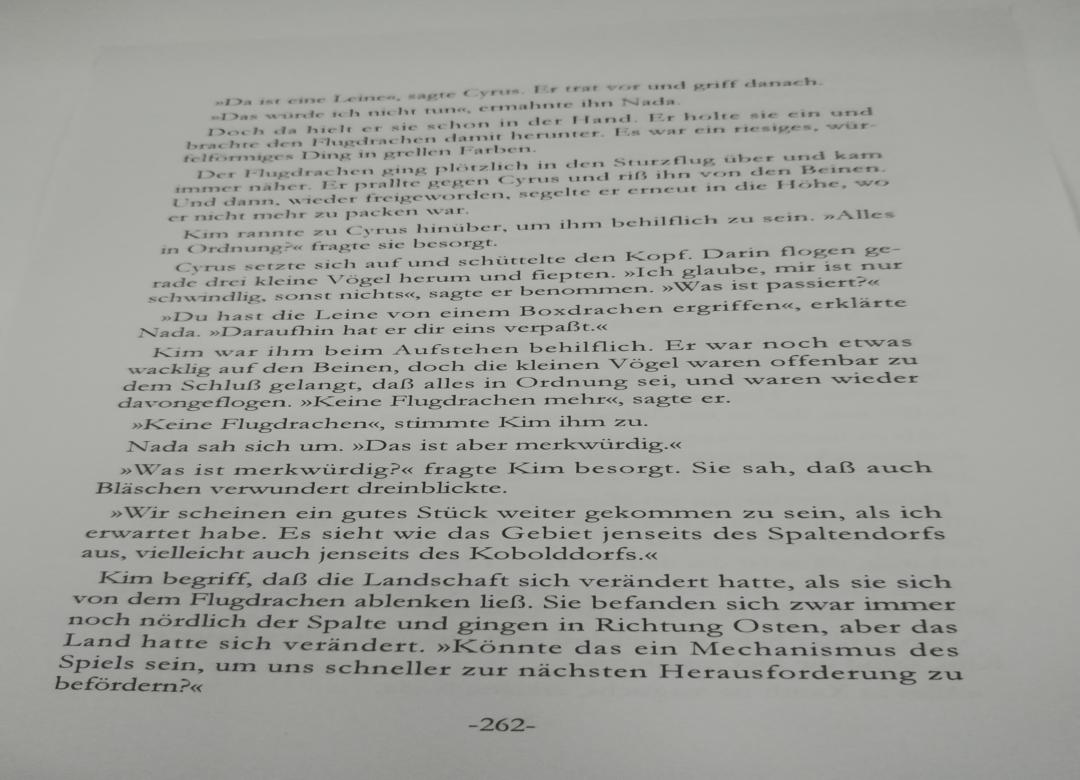 »Da ist eine Leine«, sagte Cyrus. Er trat vor und griff danach.
»Das würde ich nicht tun«, ermahnte ihn Nada.
Doch da hielt er sie schon in der Hand. Er holte sie ein und
brachte den Flugdrachen damit herunter. Es war ein riesiges, wür-
felförmiges Ding in grellen Farben.
Der Flugdrachen ging plötzlich in den Sturzflug über und kam
immer näher. Er prallte gegen Cyrus und riß ihn von den Beinen.
Und dann, wieder freigeworden, segelte er erneut in die Höhe, wo
er nicht mehr zu packen war.
Kim rannte zu Cyrus hinüber, um ihm behilflich zu sein. »Alles
in Ordnung?« fragte sie besorgt.
Cyrus setzte sich auf und schüttelte den Kopf. Darin flogen ge-
rade drei kleine Vögel herum und fiepten. »Ich glaube, mir ist nur
schwindlig, sonst nichts«, sagte er benommen. »Was ist passiert?«
»Du hast die Leine von einem Boxdrachen ergriffen«, erklärte
Nada. »Daraufhin hat er dir eins verpaßt.«
Kim war ihm beim Aufstehen behilflich. Er war noch etwas
wacklig auf den Beinen, doch die kleinen Vögel waren offenbar zu
dem Schluß gelangt, daß alles in Ordnung sei, und waren wieder
davongeflogen. »Keine Flugdrachen mehr«, sagte er.
»Keine Flugdrachen«, stimmte Kim ihm zu.
Nada sah sich um. »Das ist aber merkwürdig.«
»Was ist merkwürdig?« fragte Kim besorgt. Sie sah, daß auch
Bläschen verwundert dreinblickte.
»Wir scheinen ein gutes Stück weiter gekommen zu sein, als ich
erwartet habe. Es sieht wie das Gebiet jenseits des Spaltendorfs
aus, vielleicht auch jenseits des Kobolddorfs.«
Kim begriff, daß die Landschaft sich verändert hatte, als sie sich
von dem Flugdrachen ablenken ließ. Sie befanden sich zwar immer
noch nördlich der Spalte und gingen in Richtung Osten, aber das
Land hatte sich verändert. »Könnte das ein Mechanismus des
Spiels sein, um uns schneller zur nächsten Herausforderung zu
befördern?«
-262-